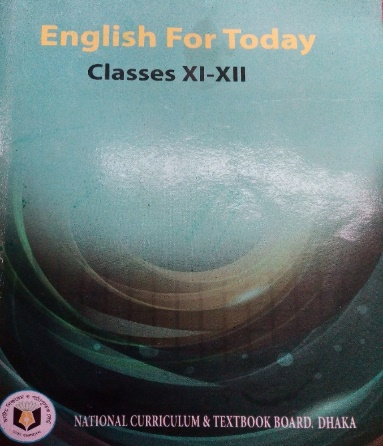 English For Today
Classes XI-XII
NATIONAL CURRICULUM & TEXTBOOK BOARD, DHAKA